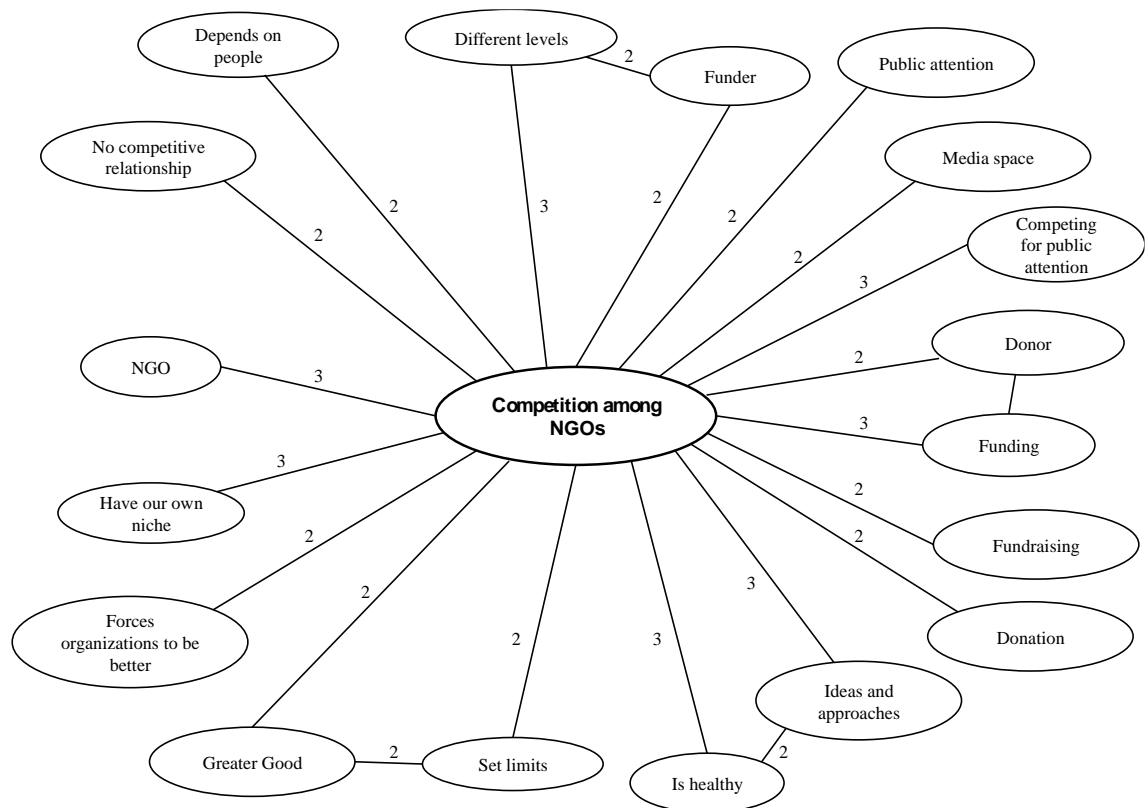 Depends on
people
Different levels
2
Funder
Public attention
No competitive
relationship
Media space
Competing
for public
attention
2
2
3
2
2
2
3
NGO
3
Competition among
NGOs
2
Donor
3
Funding
Have our own
niche
3
2
2
Fundraising
2
2
3
Forces
organizations to be
better
2
3
Donation
Ideas and
approaches
Greater Good
2
Set limits
Is healthy
2